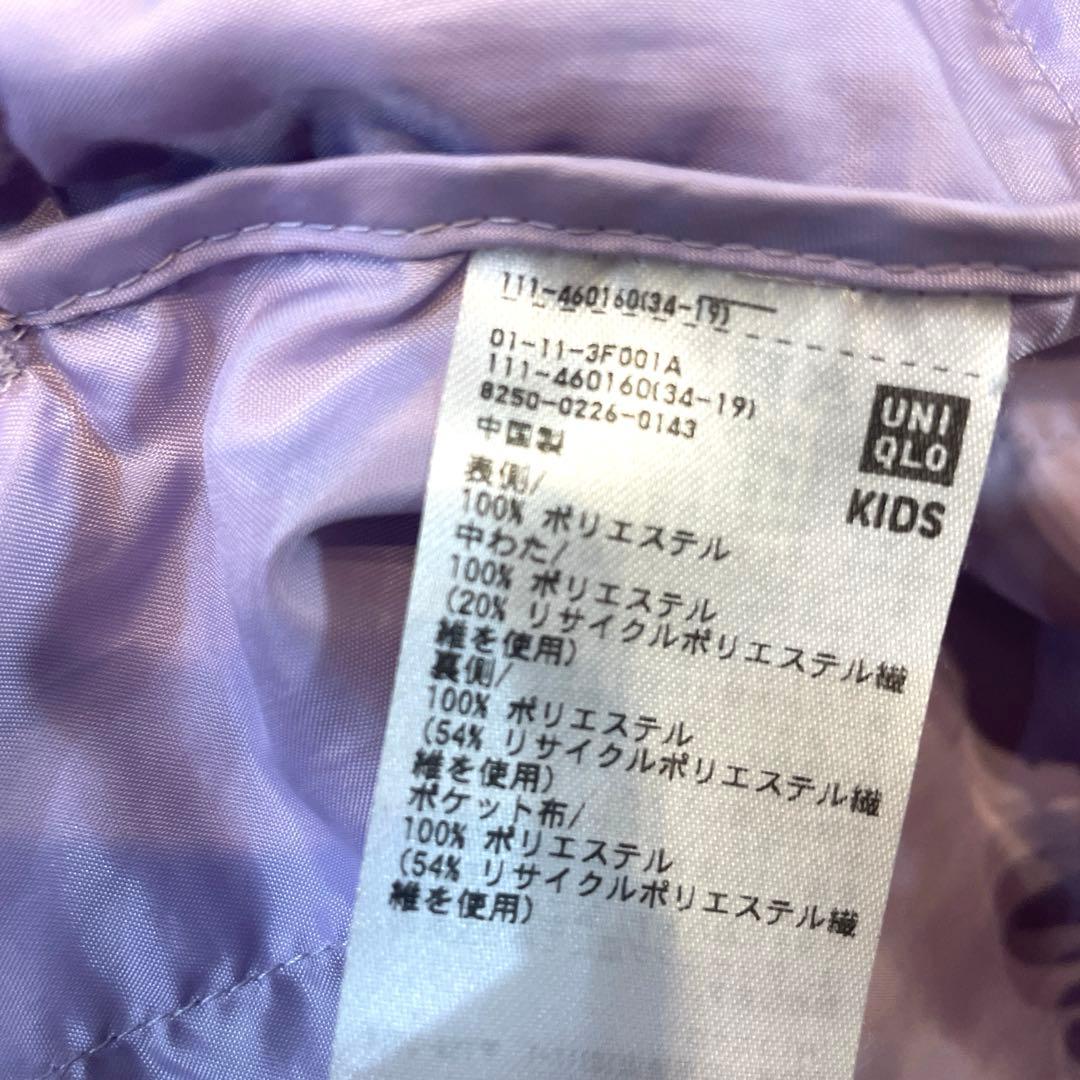 111-460160(34-19)
01-11-3F001A
111-460160(34-19)
8250-0226-0143
中国製
UNI
QLO
KIDS
表側/
100% ポリエステル
中わた/
100% ポリエステル
(20% リサイクルポリエステル繊
維を使用)
裏側/
100% ポリエステル
(54% リサイクルポリエステル繊
維を使用)
ポケット布/
100% ポリエステル
(54% リサイクルポリエステル繊
維を使用)